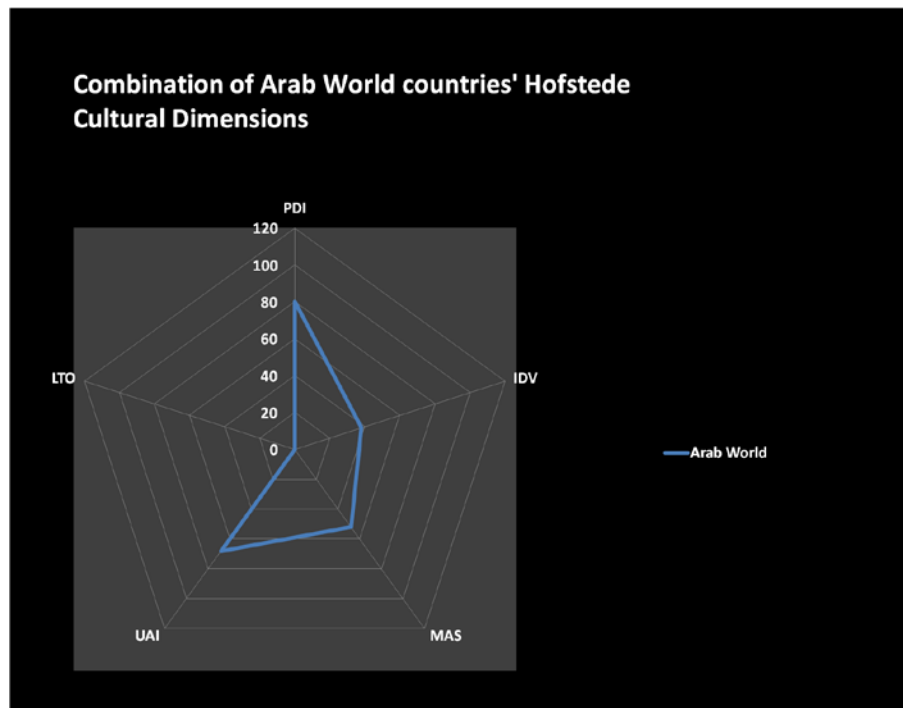 Combination of Arab World countries' Hofstede
Cultural Dimensions
PDI
120
100
80
60
40
20
0
LTO
IDV
Arab World
UAI
MAS